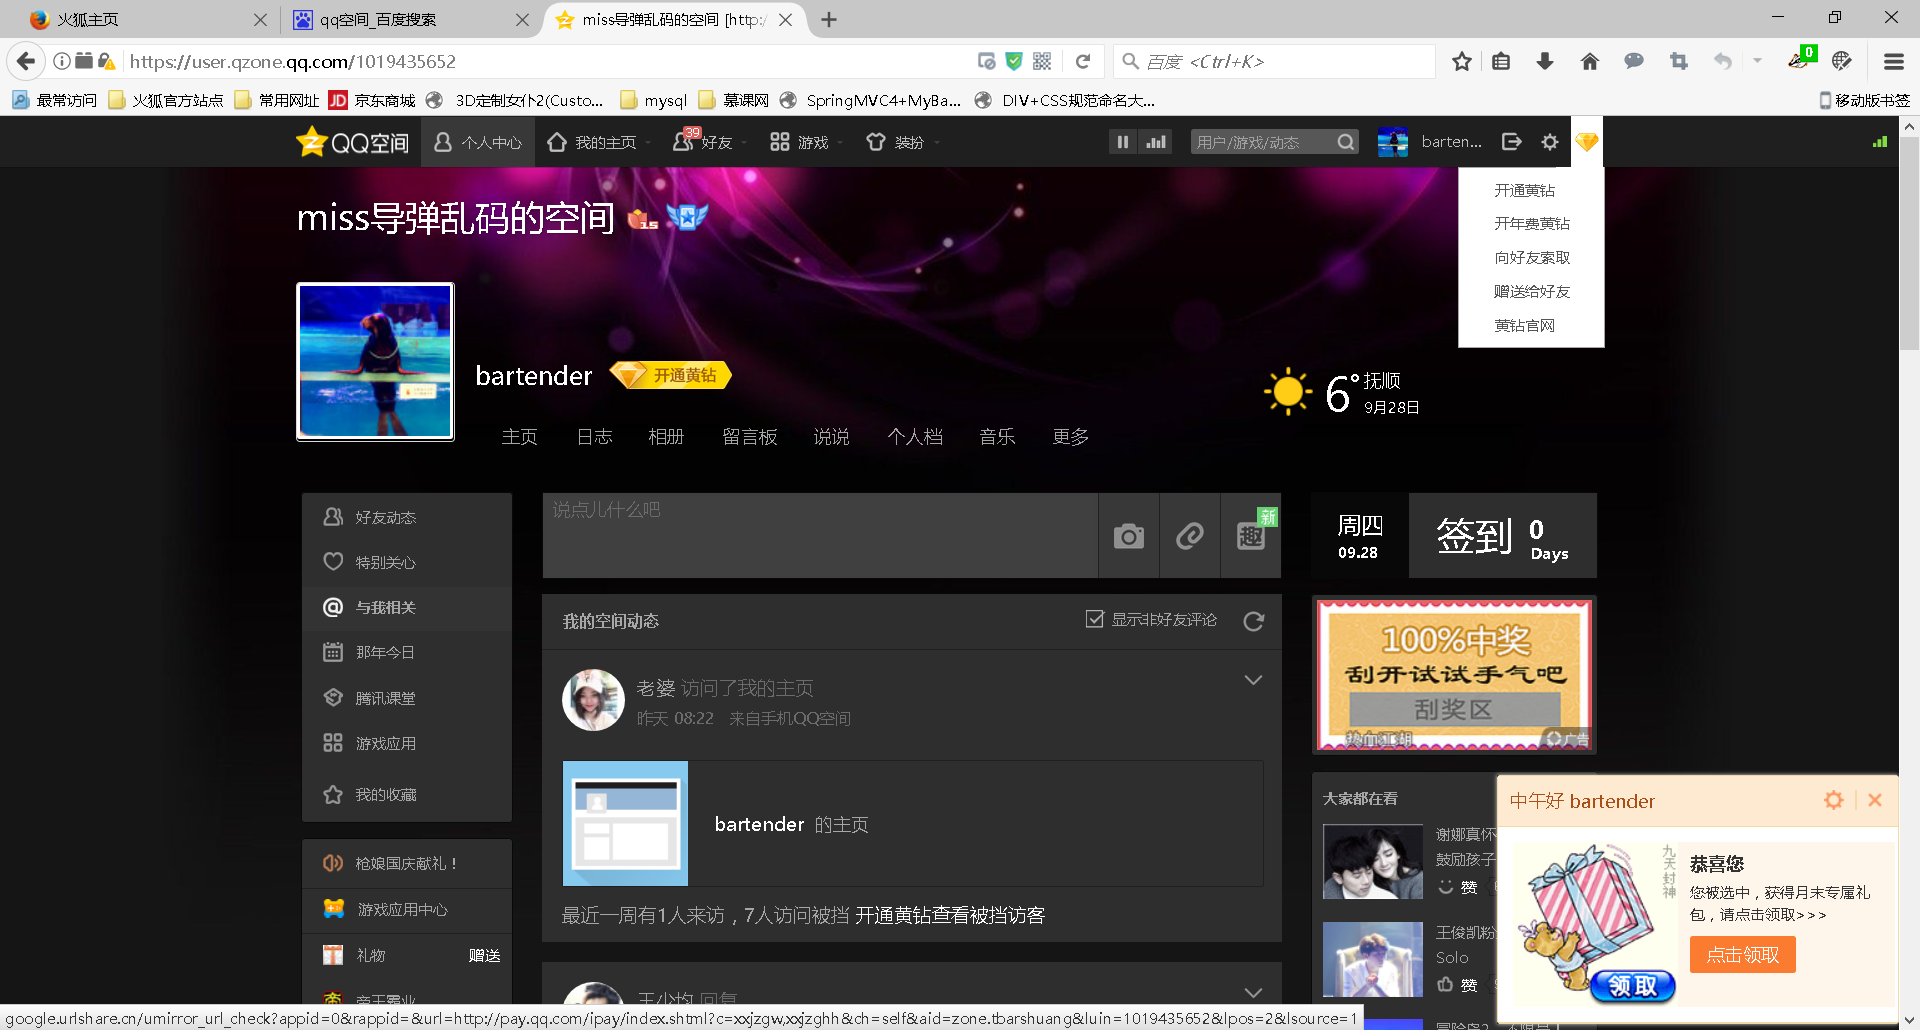 火狐主页
qq空间_百度搜索
miss导弹乱码的空间 [http:/
https://user.qzone.qq.com/1019435652
百度 <Ctrl+K>
0
最常访问
火狐官方站点
常用网址
JD 京东商城
3D定制女仆2(Custo...
mysql
慕课网
SpringMVC4+MyBa...
DIV+CSS规范命名大...
移动版书签
QQ空间
个人中心
我的主页
39
好友
游戏
装扮
用户/游戏/动态
barten...
开通黄钻
开年费黄钻
向好友索取
赠送给好友
黄钻官网
miss导弹乱码的空间
15
bartender
开通黄钻
6°
抚顺
9月28日
主页
日志
相册
留言板
说说
个人档
音乐
更多
好友动态
特别关心
与我相关
那年今日
腾讯课堂
游戏应用
我的收藏
枪娘国庆献礼！
游戏应用中心
礼物
赠送
帝王霸业
说点儿什么吧
趣
新
周四
09.28
签到
0
Days
我的空间动态
显示非好友评论
老婆 访问了我的主页
昨天 08:22 来自手机QQ空间
bartender 的主页
最近一周有1人来访，7人访问被挡 开通黄钻查看被挡访客
王少均 回复
100%中奖
刮开试试手气吧
刮奖区
热血江湖
广告
大家都在看
谢娜真怀
鼓励孩子
赞
王俊凯粉
Solo
赞
中午好 bartender
九天封神
恭喜您
您被选中，获得月末专属礼
包，请点击领取>>>
点击领取
领取
google.urlshare.cn/umirror_url_check?appid=0&rappid=&url=http://pay.qq.com/ipay/index.shtml?c=xxjzgw,xxjzghh&ch=self&aid=zone.tbarshuang&luin=1019435652&lpos=2&lsource=1